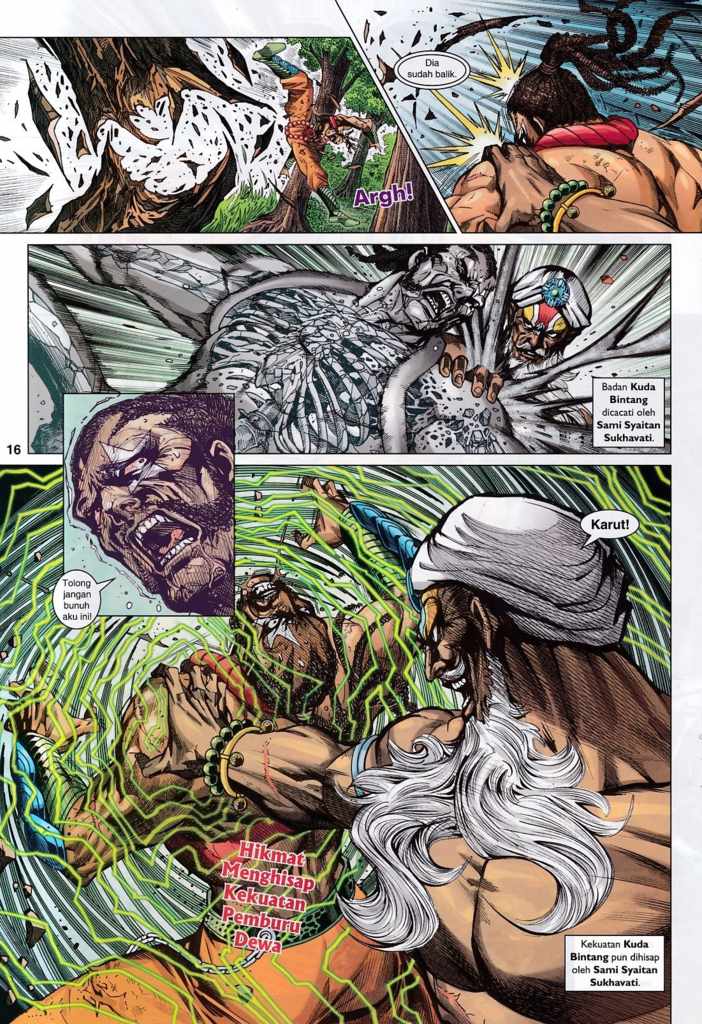 Argh!
Dia
sudah balik.
Badan Kuda
Bintang
dicacati oleh
Sami Syaitan
Sukhavati.
16
Tolong
jangan
bunuh
aku ini!
Karut!
Hikmat
Menghisap
Kekuatan
Pemburu
Dewa
Kekuatan Kuda
Bintang pun dihisap
oleh Sami Syaitan
Sukhavati.